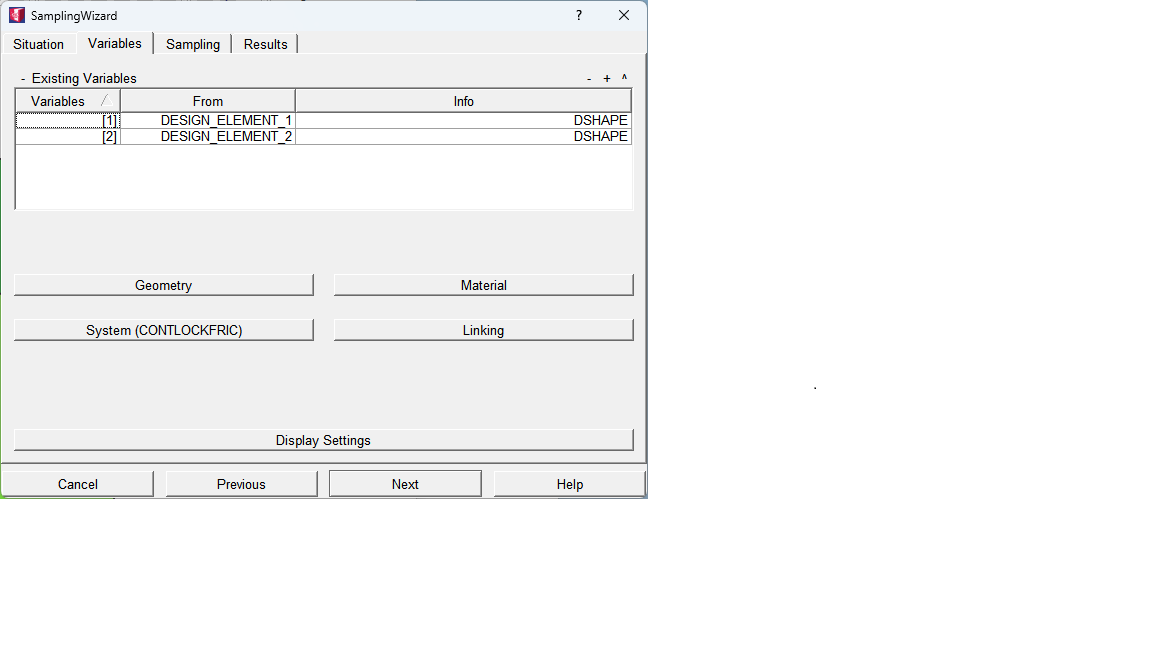 SamplingWizard ?
Situation Variables Sampling Results
- Existing Variables - + ^
Variables From Info
[1] DESIGN_ELEMENT_1 DSHAPE
[2] DESIGN_ELEMENT_2 DSHAPE
Geometry Material
System (CONTLOCKFRIC) Linking
Display Settings
Cancel Previous Next Help